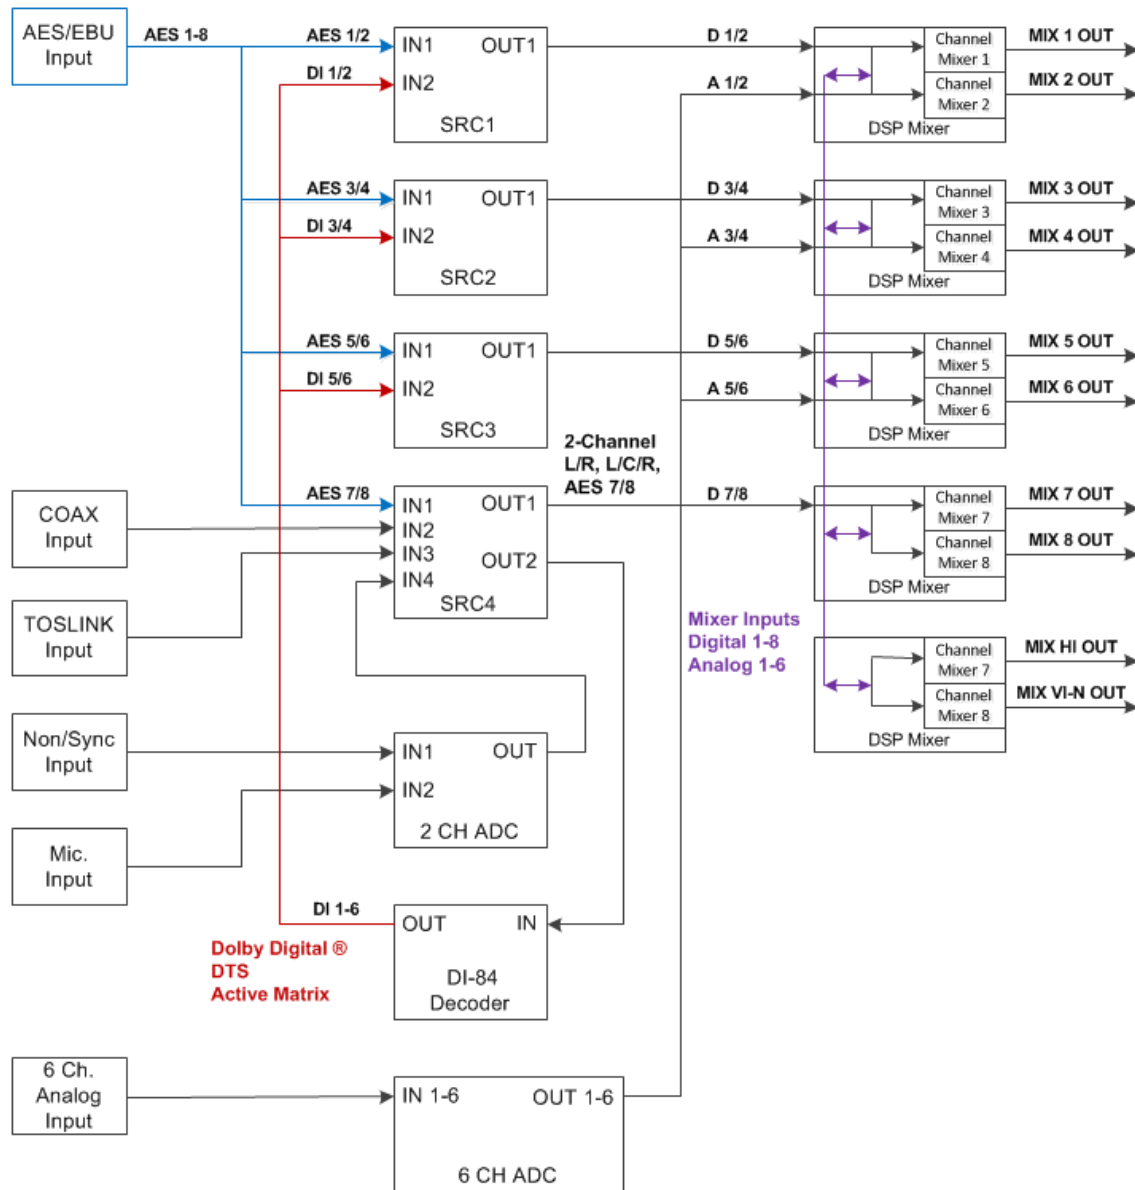 AES/EBU
Input
AES 1-8
AES 1/2
DI 1/2
IN1
OUT1
IN2
SRC1
D 1/2
A 1/2
Channel
Mixer 1
Channel
Mixer 2
DSP Mixer
MIX 1 OUT
MIX 2 OUT
AES 3/4
DI 3/4
IN1
OUT1
IN2
SRC2
D 3/4
A 3/4
Channel
Mixer 3
Channel
Mixer 4
DSP Mixer
MIX 3 OUT
MIX 4 OUT
AES 5/6
DI 5/6
IN1
OUT1
IN2
SRC3
D 5/6
A 5/6
Channel
Mixer 5
Channel
Mixer 6
DSP Mixer
MIX 5 OUT
MIX 6 OUT
2-Channel
L/R, L/C/R,
AES 7/8
AES 7/8
COAX
Input
TOSLINK
Input
IN1
OUT1
IN2
IN3
OUT2
IN4
SRC4
D 7/8
Channel
Mixer 7
Channel
Mixer 8
DSP Mixer
MIX 7 OUT
MIX 8 OUT
Mixer Inputs
Digital 1-8
Analog 1-6
Channel
Mixer 7
Channel
Mixer 8
DSP Mixer
MIX HI OUT
MIX VI-N OUT
Non/Sync
Input
Mic.
Input
IN1
OUT
IN2
2 CH ADC
DI 1-6
Dolby Digital ®
DTS
Active Matrix
OUT
IN
DI-84
Decoder
6 Ch.
Analog
Input
IN 1-6
OUT 1-6
6 CH ADC